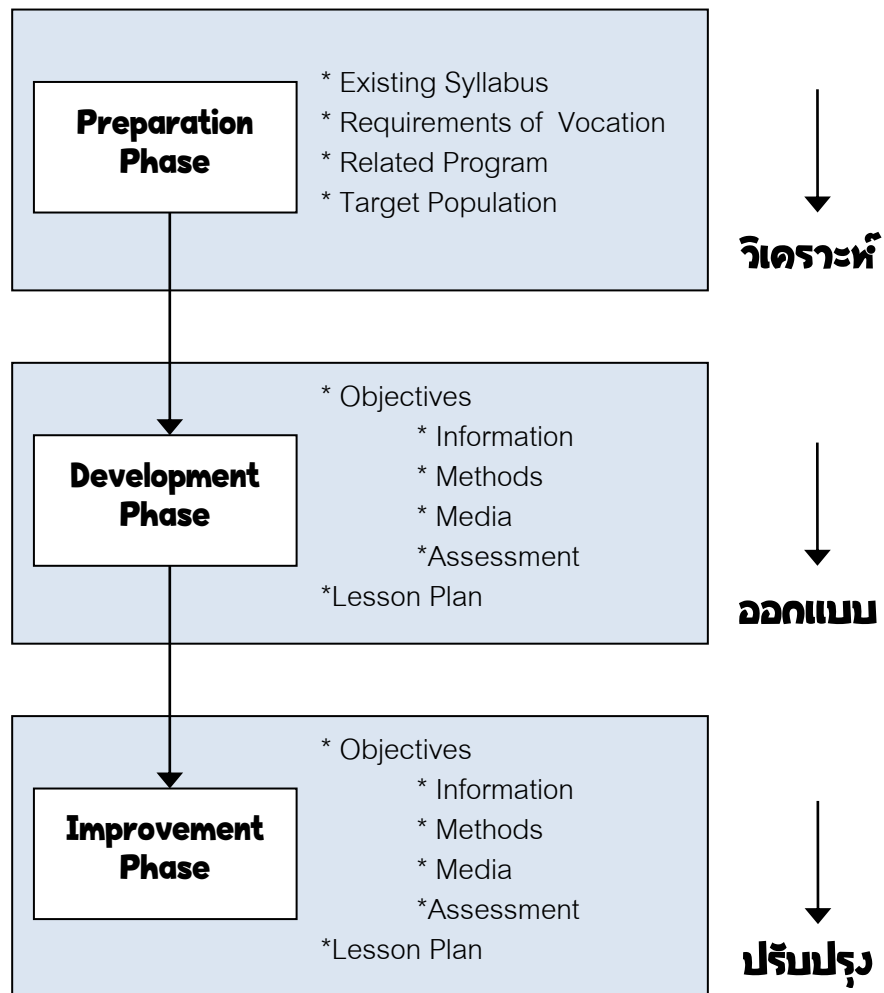 Preparation
Phase
* Existing Syllabus
* Requirements of Vocation
* Related Program
* Target Population
วิเคราะห์
Development
Phase
* Objectives
* Information
* Methods
* Media
*Assessment
*Lesson Plan
ออกแบบ
Improvement
Phase
* Objectives
* Information
* Methods
* Media
*Assessment
*Lesson Plan
ปรับปรุง